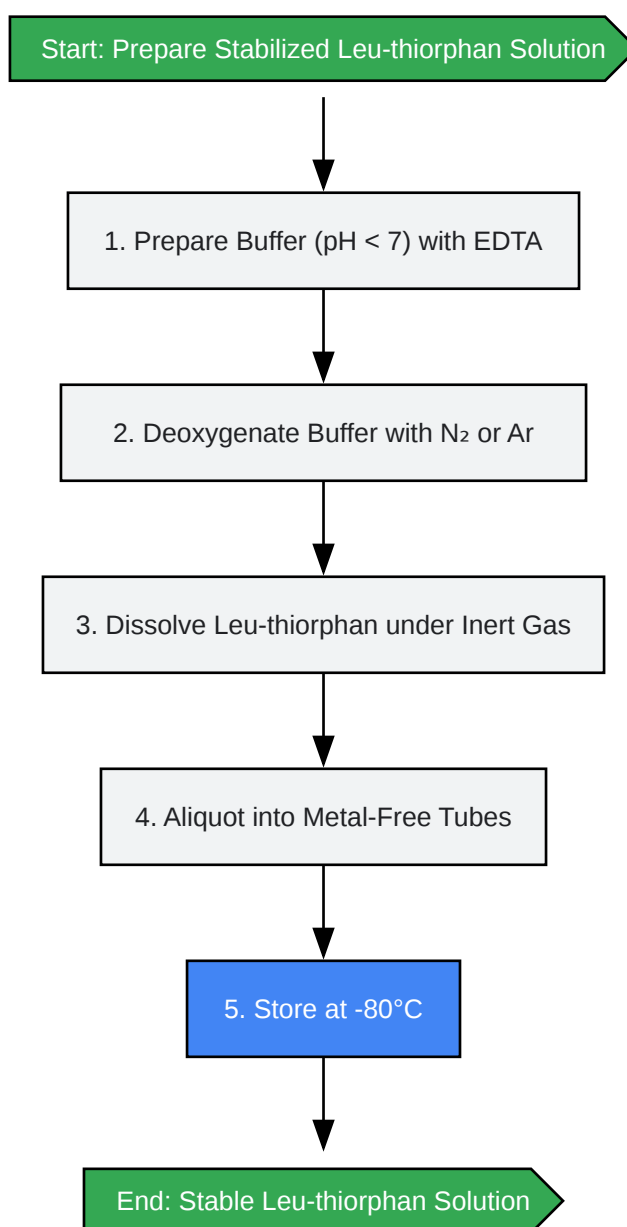 Start: Prepare Stabilized Leu-thiorphan Solution
1. Prepare Buffer (pH < 7) with EDTA
2. Deoxygenate Buffer with N₂ or Ar
3. Dissolve Leu-thiorphan under Inert Gas
4. Aliquot into Metal-Free Tubes
5. Store at -80°C
End: Stable Leu-thiorphan Solution